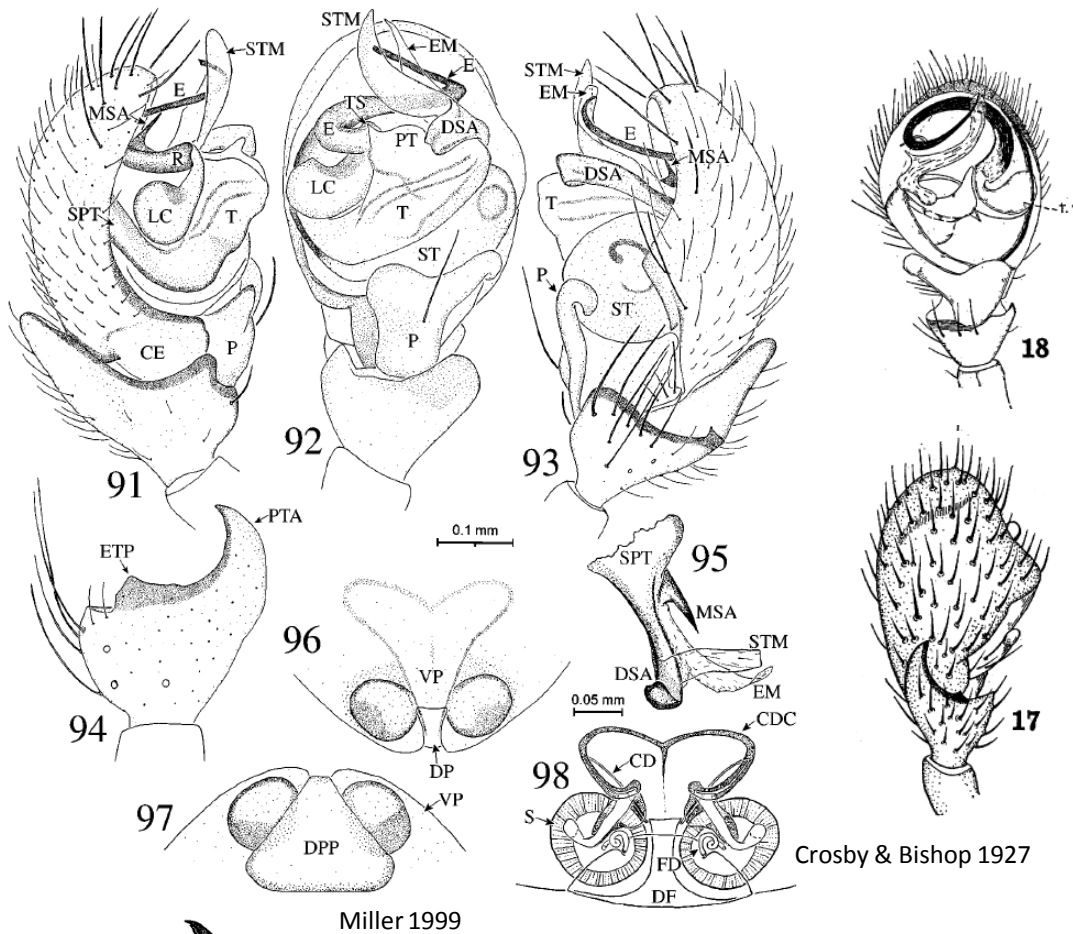 STM
E
MSA
R
SPT
LC
T
CE
P
91
STM
EM
E
TS
E
DSA
PT
LC
T
ST
P
92
STM
EM
E
MSA
DSA
T
P
ST
93
18
PTA
ETP
94
0.1 mm
SPT
95
MSA
STM
DSA
EM
0.05 mm
96
VP
DP
17
97
VP
DPP
CDC
CD
98
S
FD
DF
Crosby & Bishop 1927
Miller 1999